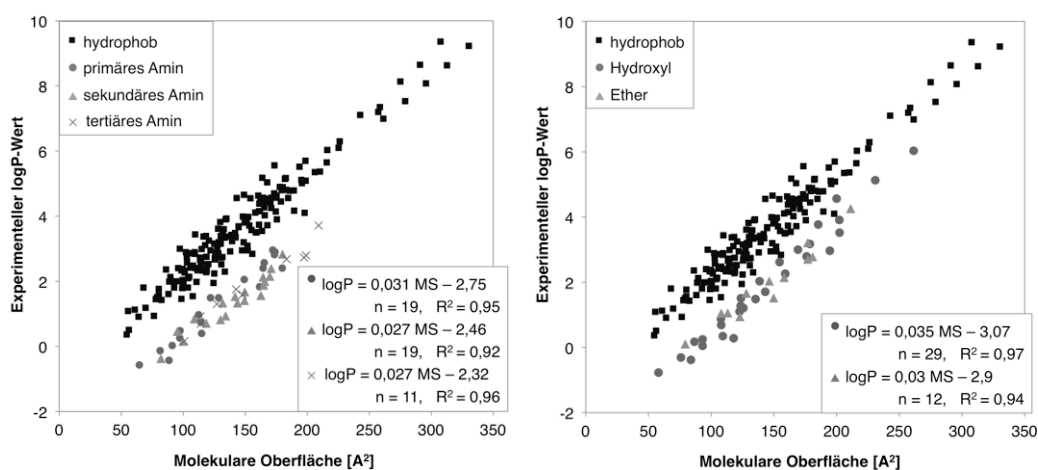 10
8
6
4
2
0
-2
0
50
100
150
200
250
300
350
Experimenteller logP-Wert
Molekulare Oberfläche [A²]
hydrophob
primäres Amin
sekundäres Amin
tertiäres Amin
logP = 0,031 MS – 2,75
n = 19, R² = 0,95
logP = 0,027 MS – 2,46
n = 19, R² = 0,92
logP = 0,027 MS – 2,32
n = 11, R² = 0,96
10
8
6
4
2
0
-2
0
50
100
150
200
250
300
350
Experimenteller logP-Wert
Molekulare Oberfläche [A²]
hydrophob
Hydroxyl
Ether
logP = 0,035 MS – 3,07
n = 29, R² = 0,97
logP = 0,03 MS – 2,9
n = 12, R² = 0,94